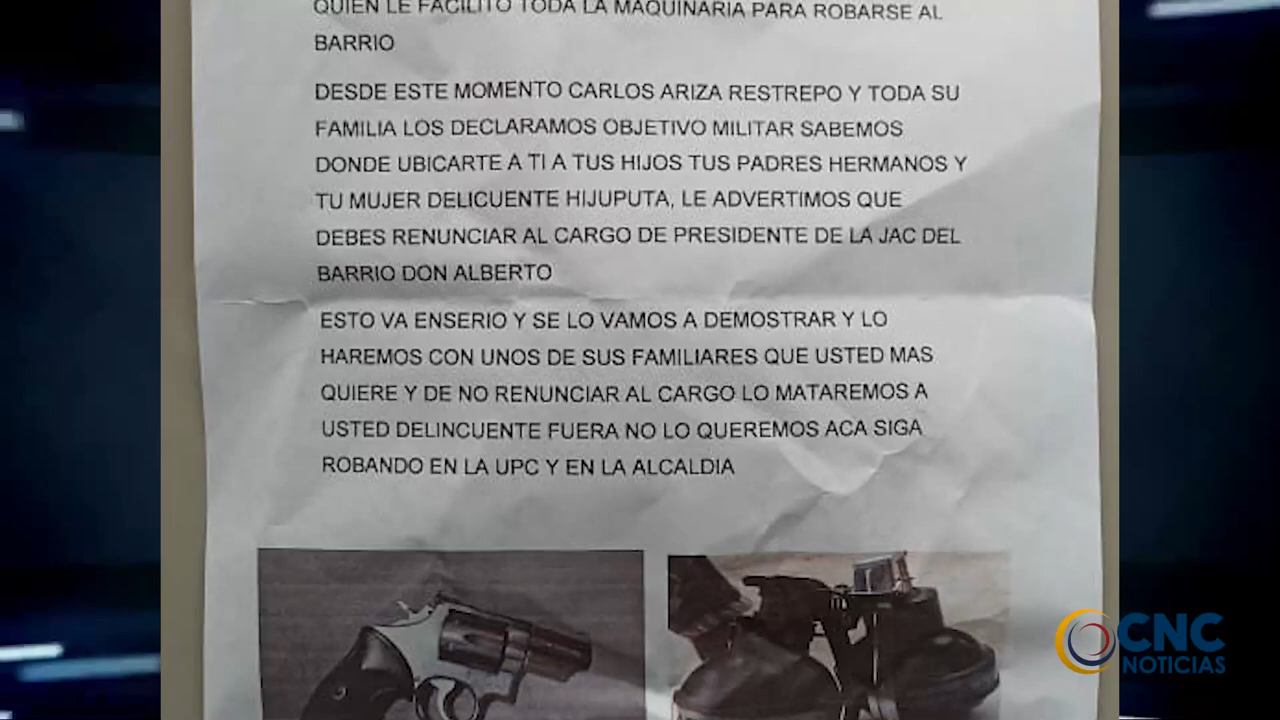 QUIEN LE FACILITO TODA LA MAQUINARIA PARA ROBARSE AL
BARRIO
DESDE ESTE MOMENTO CARLOS ARIZA RESTREPO Y TODA SU
FAMILIA LOS DECLARAMOS OBJETIVO MILITAR SABEMOS
DONDE UBICARTE A TI A TUS HIJOS TUS PADRES HERMANOS Y
TU MUJER DELICUENTE HIJUPUTA, LE ADVERTIMOS QUE
DEBES RENUNCIAR AL CARGO DE PRESIDENTE DE LA JAC DEL
BARRIO DON ALBERTO
ESTO VA ENSERIO Y SE LO VAMOS A DEMOSTRAR Y LO
HAREMOS CON UNOS DE SUS FAMILIARES QUE USTED MAS
QUIERE Y DE NO RENUNCIAR AL CARGO LO MATAREMOS A
USTED DELINCUENTE FUERA NO LO QUEREMOS ACA SIGA
ROBANDO EN LA UPC Y EN LA ALCALDIA
CNC
NOTICIAS